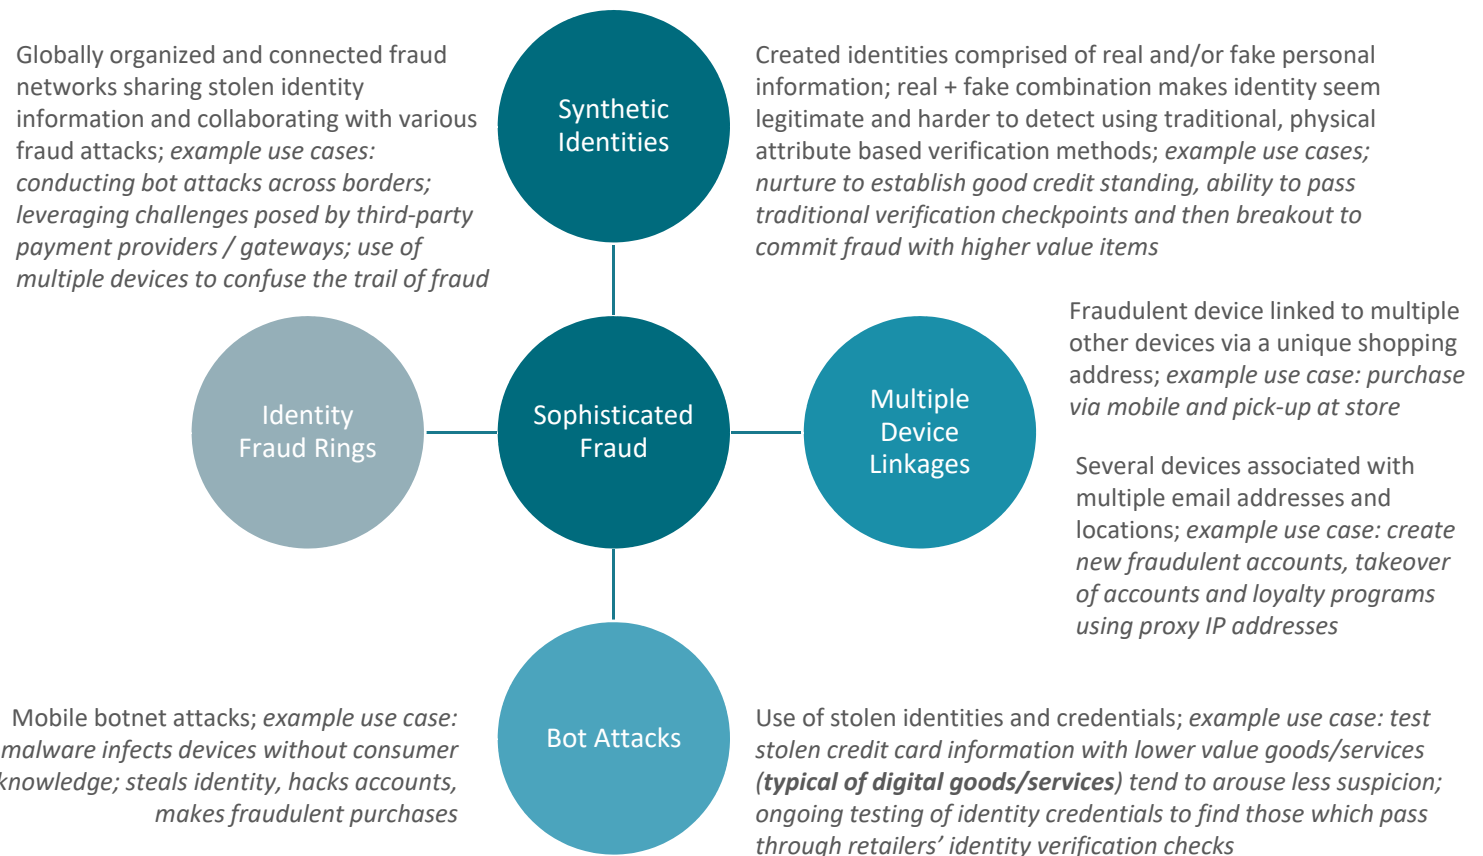 Globally organized and connected fraud
networks sharing stolen identity
information and collaborating with various
fraud attacks; example use cases:
conducting bot attacks across borders;
leveraging challenges posed by third-party
payment providers / gateways; use of
multiple devices to confuse the trail of fraud
Synthetic
Identities
Created identities comprised of real and/or fake personal
information; real + fake combination makes identity seem
legitimate and harder to detect using traditional, physical
attribute based verification methods; example use cases;
nurture to establish good credit standing, ability to pass
traditional verification checkpoints and then breakout to
commit fraud with higher value items
Identity
Fraud Rings
Sophisticated
Fraud
Multiple
Device
Linkages
Fraudulent device linked to multiple
other devices via a unique shopping
address; example use case: purchase
via mobile and pick-up at store
Several devices associated with
multiple email addresses and
locations; example use case: create
new fraudulent accounts, takeover
of accounts and loyalty programs
using proxy IP addresses
Mobile botnet attacks; example use case:
malware infects devices without consumer
knowledge; steals identity, hacks accounts,
makes fraudulent purchases
Bot Attacks
Use of stolen identities and credentials; example use case: test
stolen credit card information with lower value goods/services
(typical of digital goods/services) tend to arouse less suspicion;
ongoing testing of identity credentials to find those which pass
through retailers’ identity verification checks